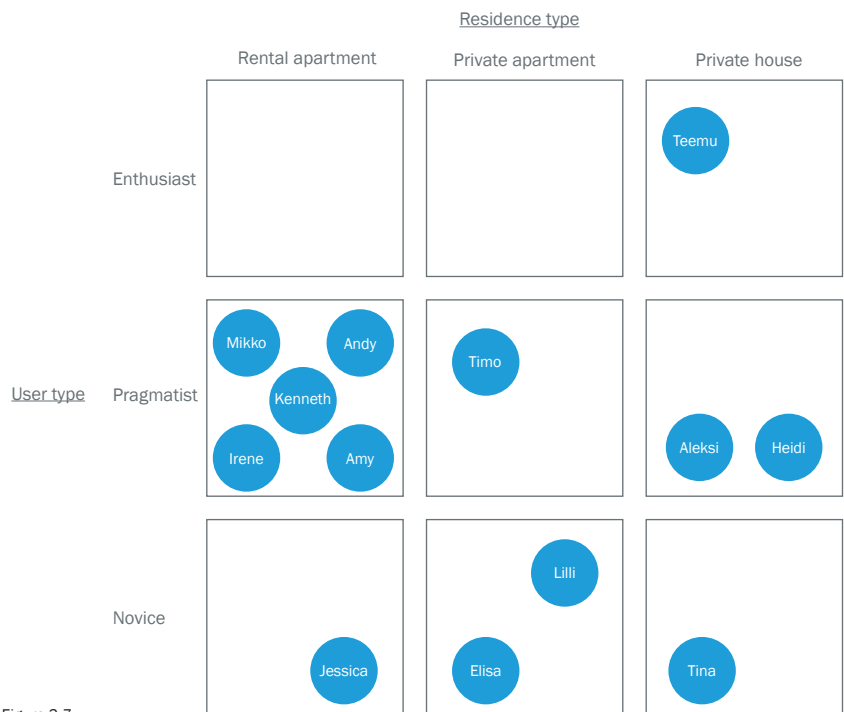 Residence type
Rental apartment
Private apartment
Private house
Enthusiast
Teemu
User type
Pragmatist
Mikko
Andy
Kenneth
Irene
Amy
Timo
Aleksi
Heidi
Novice
Jessica
Lilli
Elisa
Tina